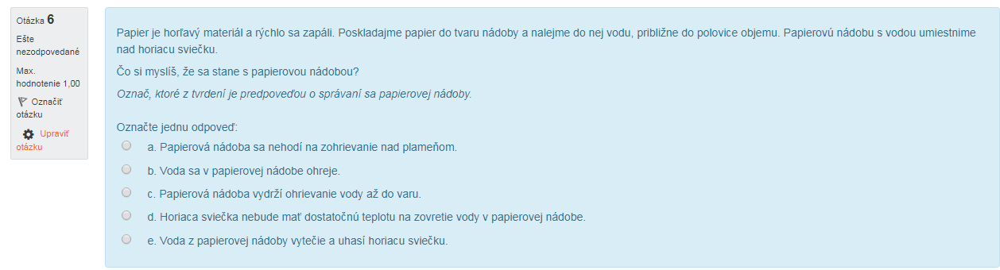 Otázka 6
Ešte
nezodpovedané
Max.
hodnotenie 1,00
Označiť
otázku
Upraviť
otázku
Papier je horľavý materiál a rýchlo sa zapáli. Poskladajme papier do tvaru nádoby a nalejme do nej vodu, približne do polovice objemu. Papierovú nádobu s vodou umiestnime
nad horiacu sviečku.
Čo si myslíš, že sa stane s papierovou nádobou?
Označ, ktoré z tvrdení je predpoveďou o správaní sa papierovej nádoby.
Označte jednu odpoveď:
a. Papierová nádoba sa nehodí na zohrievanie nad plameňom.
b. Voda sa v papierovej nádobe ohreje.
c. Papierová nádoba vydrží ohrievanie vody až do varu.
d. Horiaca sviečka nebude mať dostatočnú teplotu na zovretie vody v papierovej nádobe.
e. Voda z papierovej nádoby vytečie a uhasí horiacu sviečku.